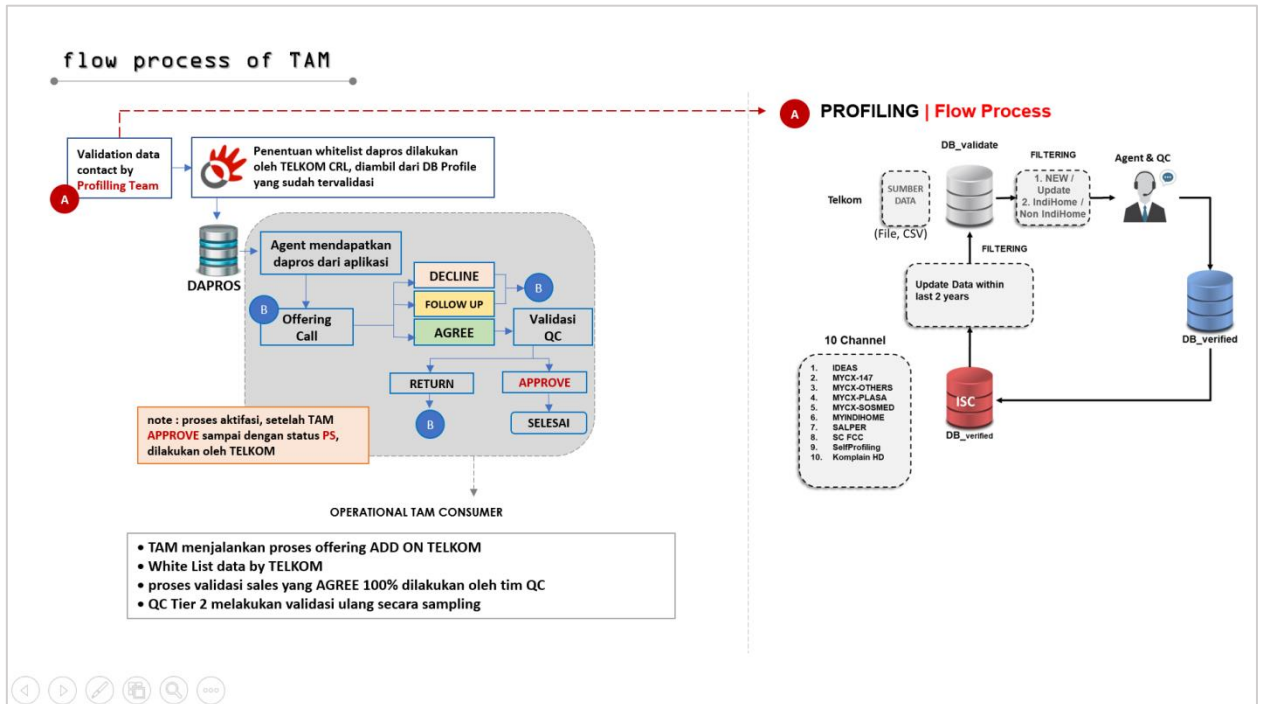 flow process of TAM
Validation data
contact by
Profilling Team
A
Penentuan whitelist dapros dilakukan
oleh TELKOM CRL, diambil dari DB Profile
yang sudah tervalidasi
DAPROS
Agent mendapatkan
dapros dari aplikasi
B
Offering
Call
DECLINE
FOLLOW UP
AGREE
B
Validasi
QC
RETURN
APPROVE
B
SELESAI
note : proses aktifasi, setelah TAM
APPROVE sampai dengan status PS,
dilakukan oleh TELKOM
OPERATIONAL TAM CONSUMER
• TAM menjalankan proses offering ADD ON TELKOM
• White List data by TELKOM
• proses validasi sales yang AGREE 100% dilakukan oleh tim QC
• QC Tier 2 melakukan validasi ulang secara sampling
A
PROFILING | Flow Process
Telkom
SUMBER
DATA
(File, CSV)
DB_validate
FILTERING
1. NEW /
Update
2. IndiHome /
Non IndiHome
Agent & QC
FILTERING
Update Data within
last 2 years
DB_verified
10 Channel
1. IDEAS
2. MYCX-147
3. MYCX-OTHERS
4. MYCX-PLASA
5. MYCX-SOSMED
6. MYINDIHOME
7. SALPER
8. SC FCC
9. SelfProfiling
10. Komplain HD
ISC
DB_verified